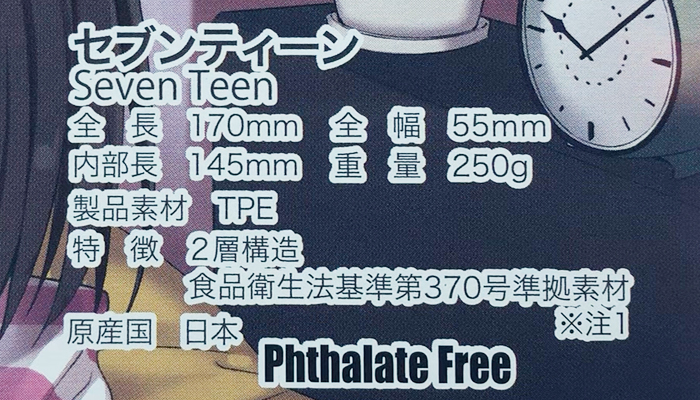 セブンティーン
Seven Teen
全長 170mm 全幅 55mm
内部長 145mm 重量 250g
製品素材 TPE
特徴 2層構造
食品衛生法基準第370号準拠素材
※注1
原産国 日本
Phthalate Free